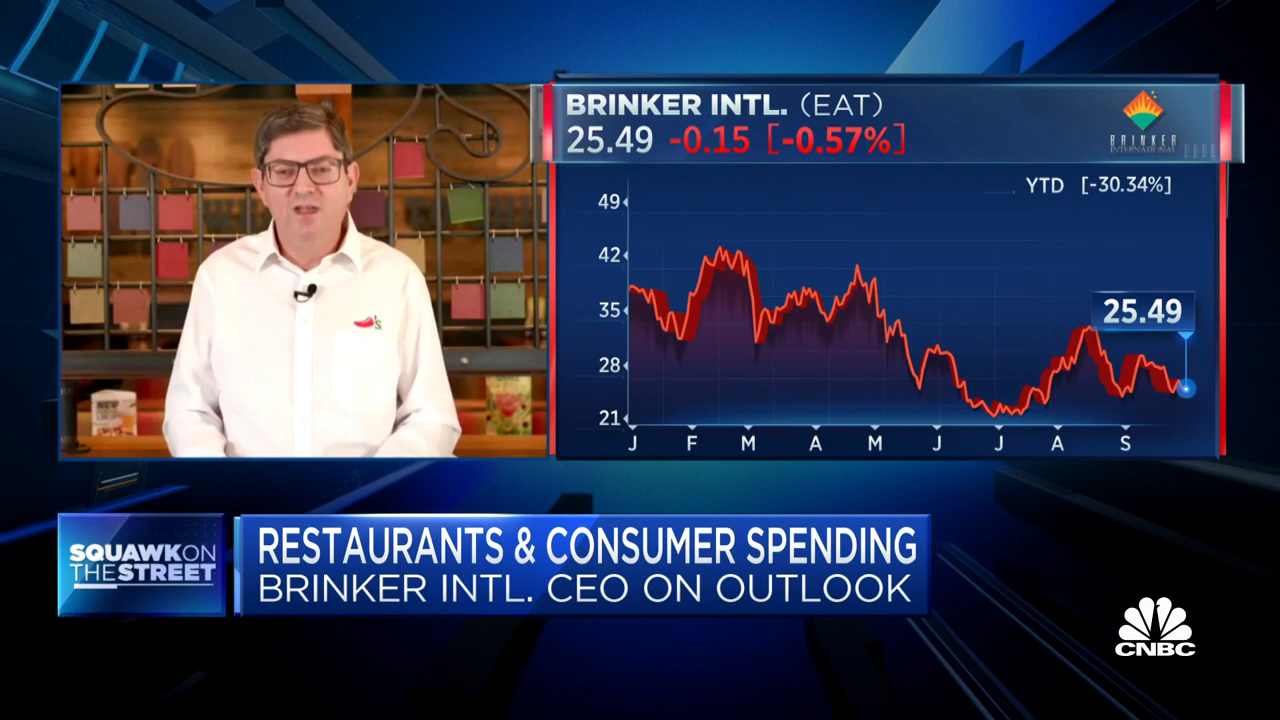 BRINKER INTL. (EAT)
25.49 -0.15 [-0.57%]
BRINKER
INTERNATIONAL
YTD [-30.34%]
49
42
35
28
21
25.49
J F M A M J J A S
's
NEW
RESTAURANTS & CONSUMER SPENDING
BRINKER INTL. CEO ON OUTLOOK
SQUAWK ON
THE STREET
CNBC